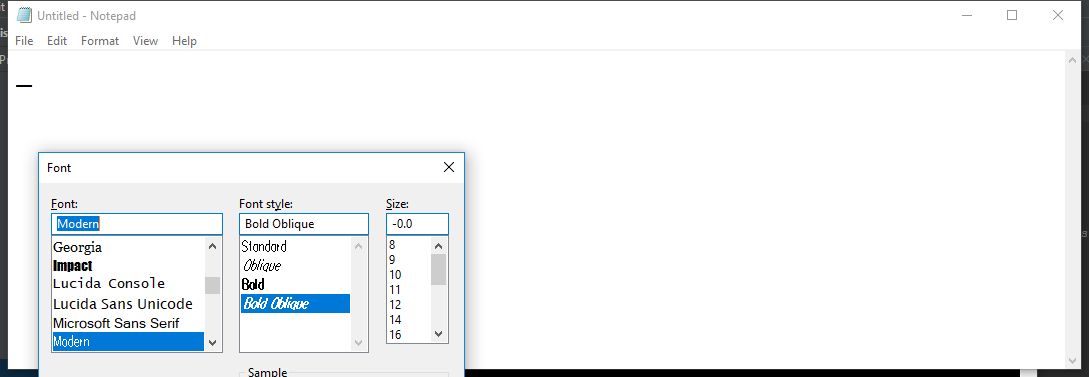 Untitled - Notepad
File Edit Format View Help
—
Font
Font: Font style: Size:
Modern Bold Oblique -0.0
Georgia Standard 8
Impact Oblique 9
Lucida Console Bold 10
Lucida Sans Unicode Bold Oblique 11
Microsoft Sans Serif 12
Modern 14
16
Sample